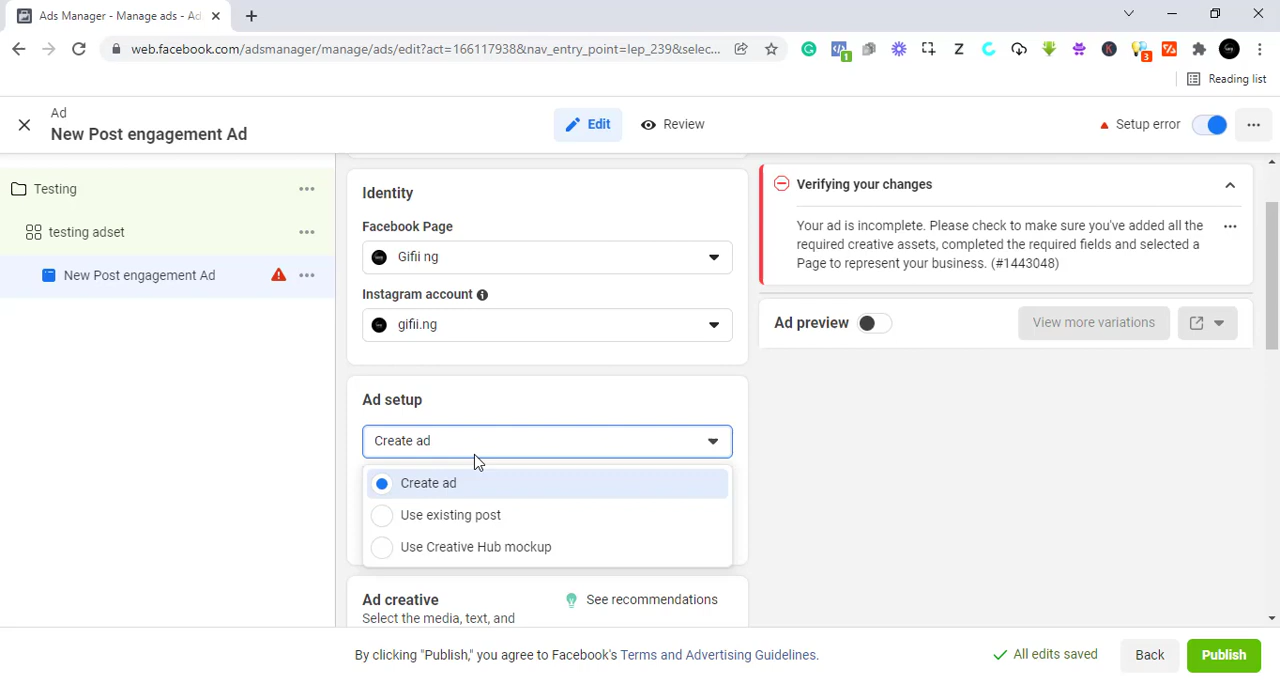 Ads Manager - Manage ads - Ad
web.facebook.com/adsmanager/manage/ads/edit?act=166117938&nav_entry_point=lep_239&selec...
1
Z
K
3
Reading list
Ad
New Post engagement Ad
Edit
Review
Setup error
Testing
testing adset
New Post engagement Ad
Identity
Facebook Page
Gifii ng
Instagram account
gifii.ng
Ad setup
Create ad
Create ad
Use existing post
Use Creative Hub mockup
Ad creative
See recommendations
Select the media, text, and
Verifying your changes
Your ad is incomplete. Please check to make sure you've added all the
required creative assets, completed the required fields and selected a
Page to represent your business. (#1443048)
Ad preview
View more variations
By clicking "Publish," you agree to Facebook's Terms and Advertising Guidelines.
All edits saved
Back
Publish